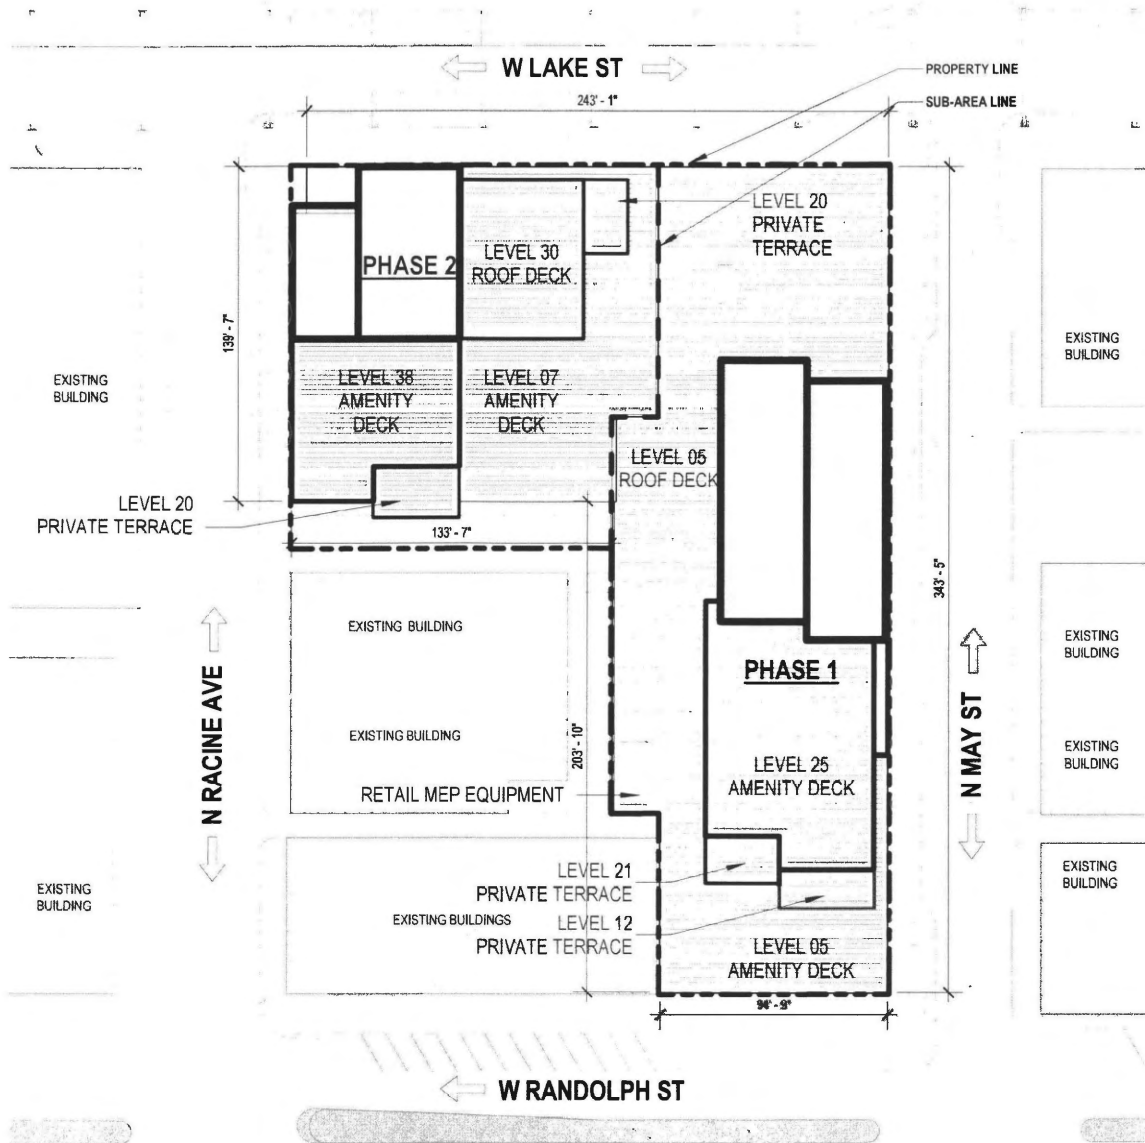 W LAKE ST
PROPERTY LINE
243' - 1"
SUB-AREA LINE
LEVEL 20
PRIVATE
TERRACE
LEVEL 30
ROOF DECK
PHASE 2
139' - 7"
EXISTING
BUILDING
EXISTING
BUILDING
LEVEL 38
AMENITY
DECK
LEVEL 07
AMENITY
DECK
LEVEL 05
ROOF DECK
LEVEL 20
PRIVATE TERRACE
133' - 7"
343' - 5"
EXISTING BUILDING
EXISTING
BUILDING
PHASE 1
N RACINE AVE
N MAY ST
EXISTING BUILDING
203' - 10"
EXISTING
BUILDING
LEVEL 25
AMENITY DECK
RETAIL MEP EQUIPMENT
LEVEL 21
PRIVATE TERRACE
EXISTING
BUILDING
EXISTING
BUILDING
EXISTING BUILDINGS
LEVEL 12
PRIVATE TERRACE
LEVEL 05
AMENITY DECK
94' - 9"
W RANDOLPH ST